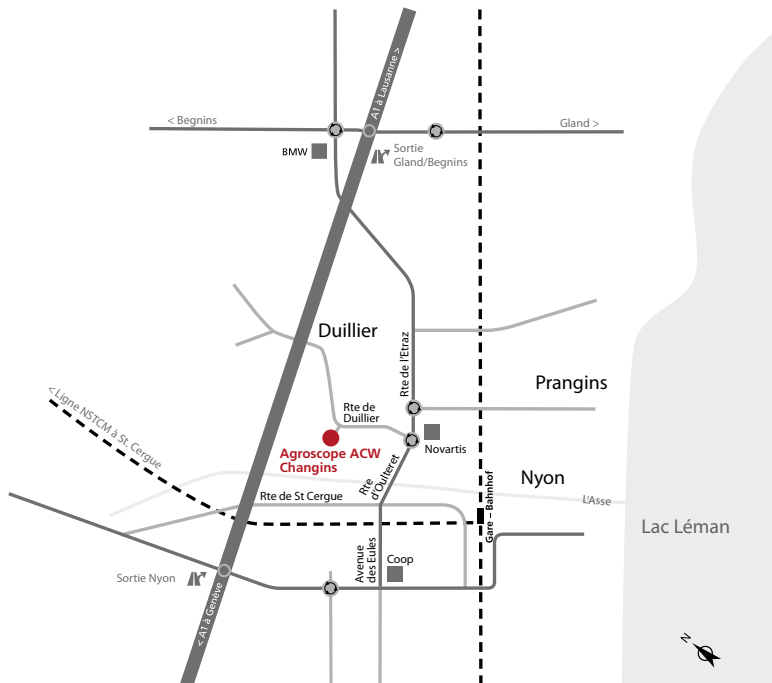 A1 à Lausanne >
< Begnins
Gland >
BMW
Sortie
Gland/Begnins
Duillier
Rte de l'Etraz
Prangins
< Ligne NSTCM à St. Cergue
Rte de
Duillier
Agroscope ACW
Changins
Novartis
Rte
d'Oulteret
Nyon
Rte de St Cergue
L'Asse
Gare – Bahnhof
Lac Léman
Avenue
des Eules
Coop
Sortie Nyon
< A1 à Genève
N